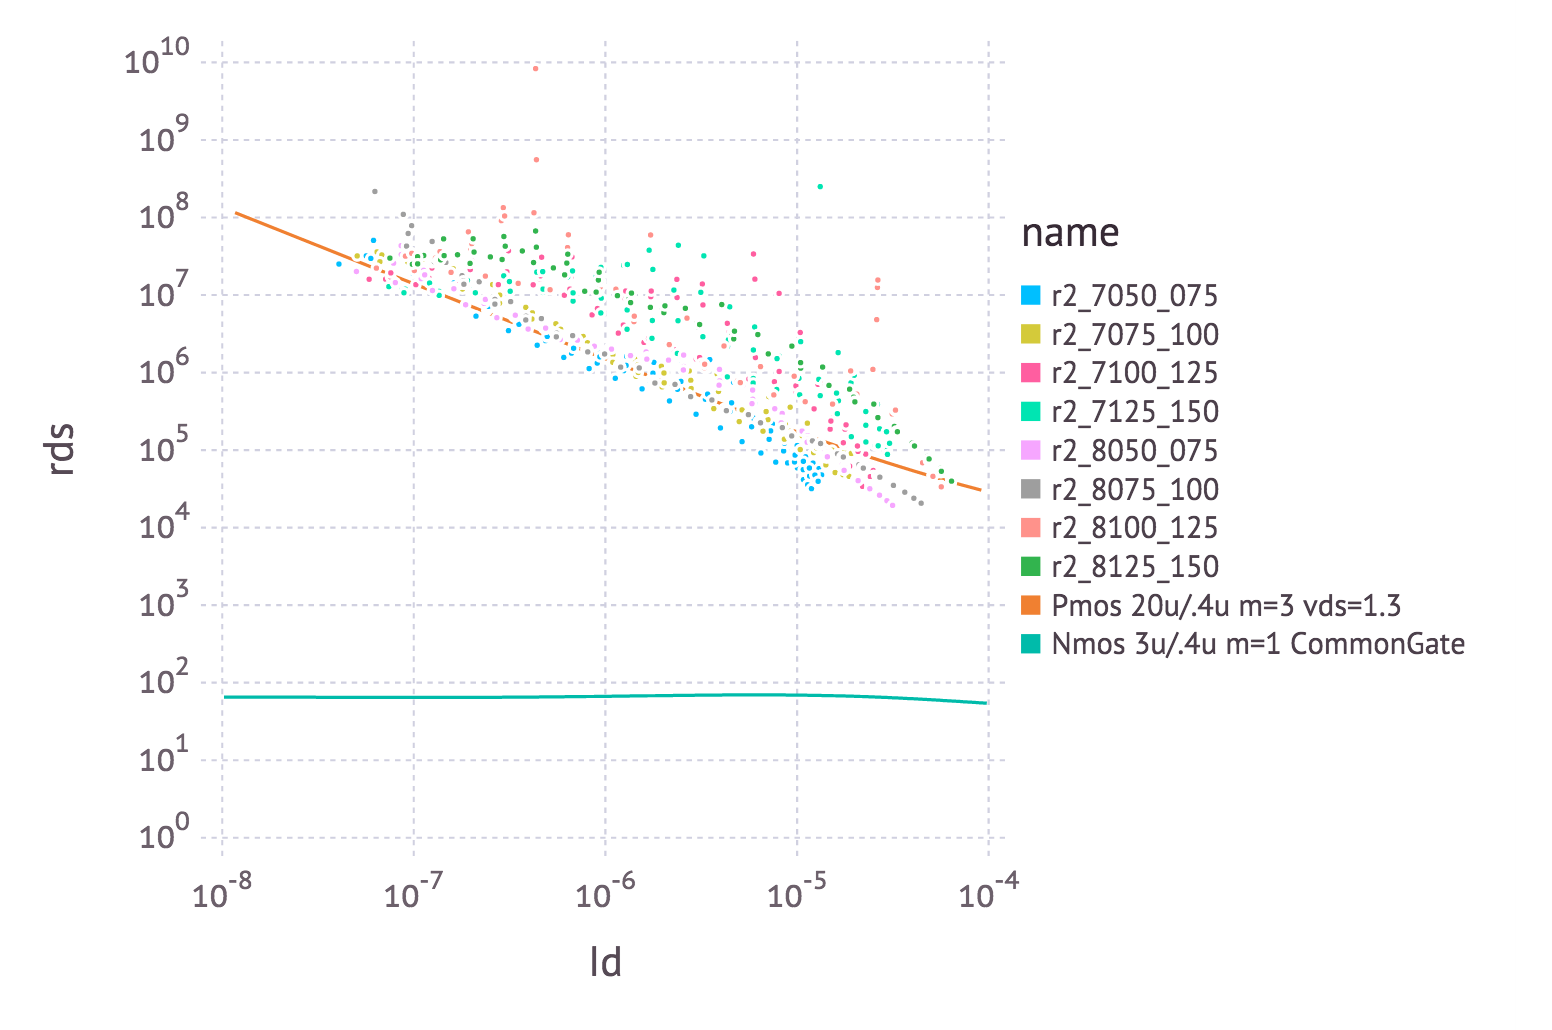 rds
10^10
10^9
10^8
10^7
10^6
10^5
10^4
10^3
10^2
10^1
10^0
10^-8
10^-7
10^-6
10^-5
10^-4
Id
name
r2_7050_075
r2_7075_100
r2_7100_125
r2_7125_150
r2_8050_075
r2_8075_100
r2_8100_125
r2_8125_150
Pmos 20u/.4u m=3 vds=1.3
Nmos 3u/.4u m=1 CommonGate